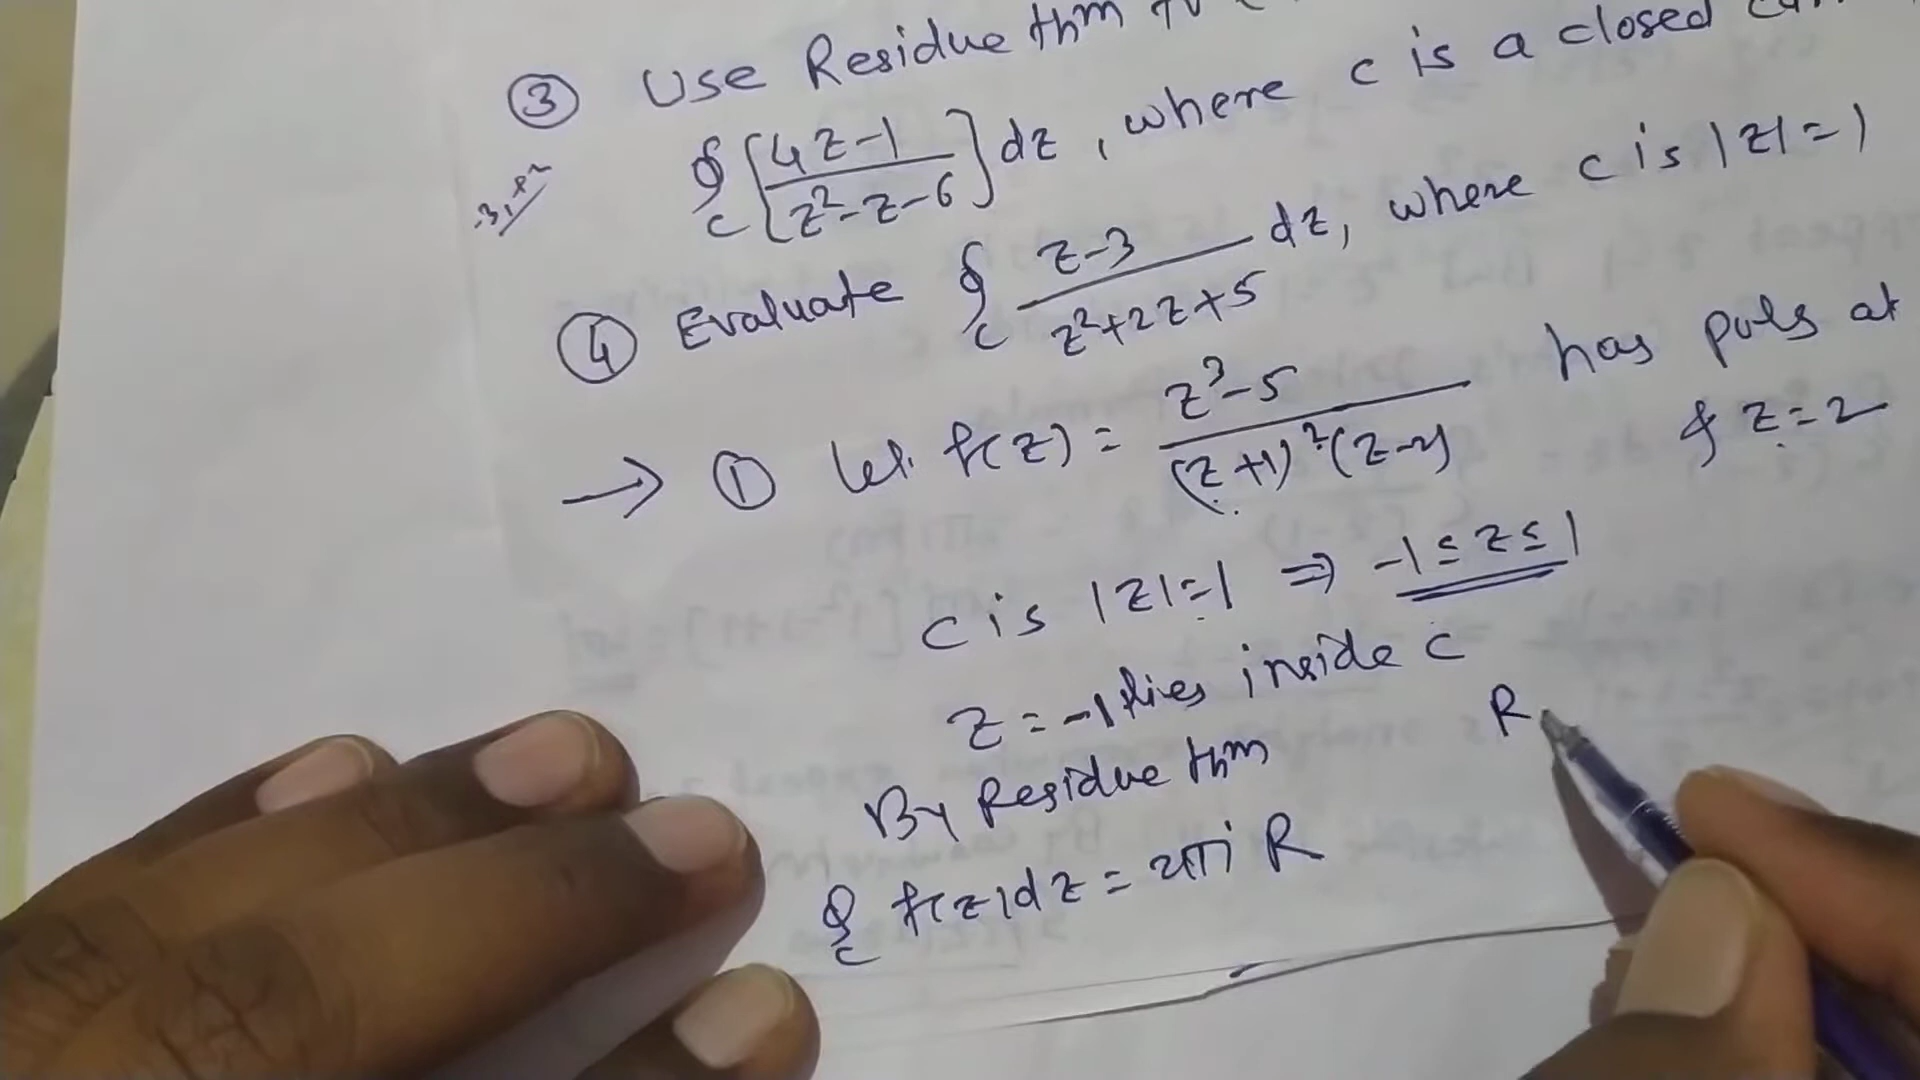 ③ Use Residue thm
∮c [4z-1 / z²-z-6] dz, where c is a closed
④ Evaluate ∮c z-3 / z²+2z+5 dz, where c is |z|=1
→ ① let f(z) = z³-5 / (z+1)²(z-2) has pols at
& z=2
c is |z|=1 ⇒ -1≤z≤1
z=-1 lies inside c
By Residue thm
R
∮c f(z)dz = 2πi R